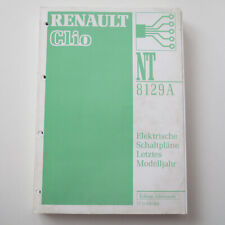 RENAULT
Clio
NT
8129A
Elektrische
Schaltpläne
Letztes
Modelljahr